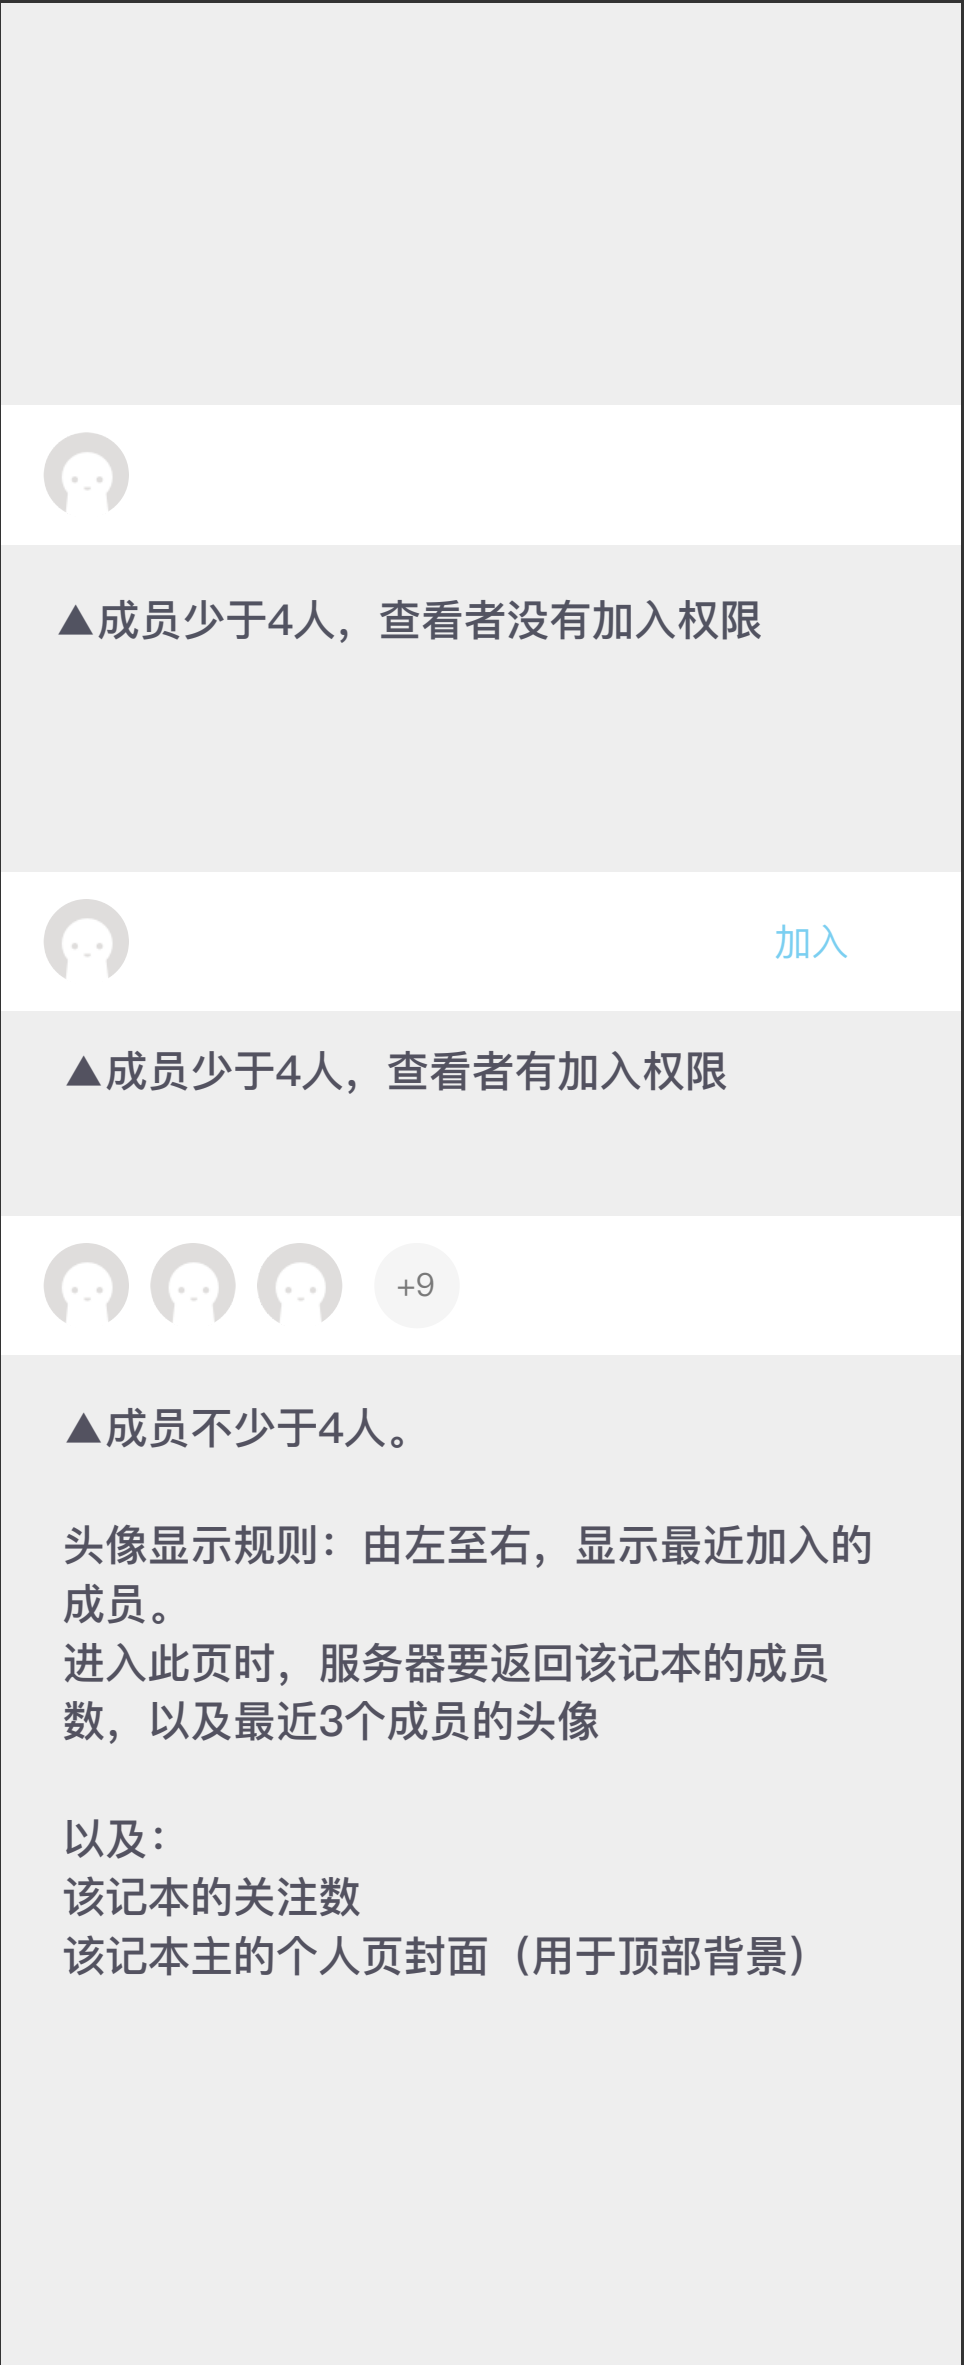 ▲成员少于4人，查看者没有加入权限
加入
▲成员少于4人，查看者有加入权限
+9
▲成员不少于4人。
头像显示规则：由左至右，显示最近加入的
成员。
进入此页时，服务器要返回该记本的成员
数，以及最近3个成员的头像
以及：
该记本的关注数
该记本主的个人页封面（用于顶部背景）